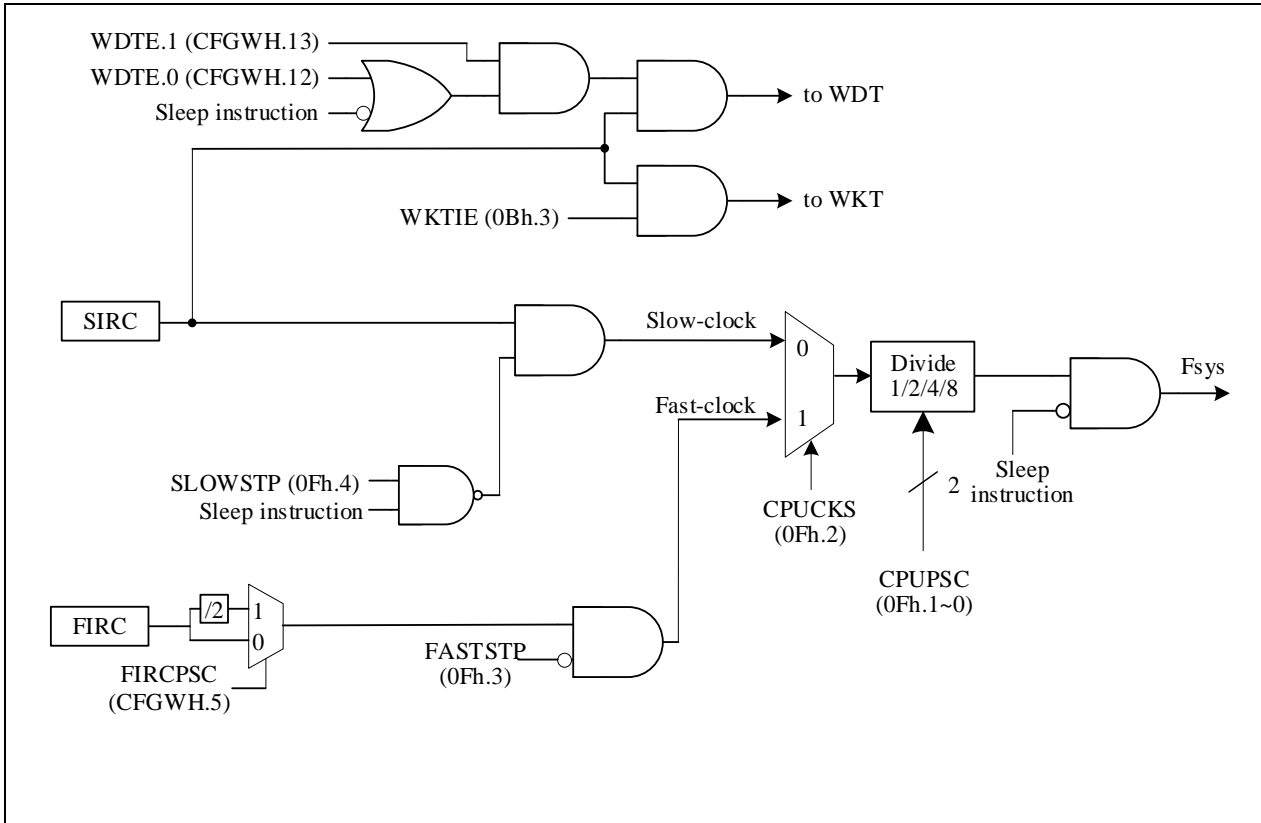 WDTE.1 (CFGWH.13)
WDTE.0 (CFGWH.12)
Sleep instruction
to WDT
to WKT
WKTIE (0Bh.3)
SIRC
Slow-clock
0
Divide
1/2/4/8
Fsys
Fast-clock
1
SLOWSTP (0Fh.4)
Sleep instruction
CPUCKS
(0Fh.2)
2
Sleep
instruction
CPUPSC
(0Fh.1~0)
FIRC
/2
1
0
FIRCPSC
(CFGWH.5)
FASTSTP
(0Fh.3)